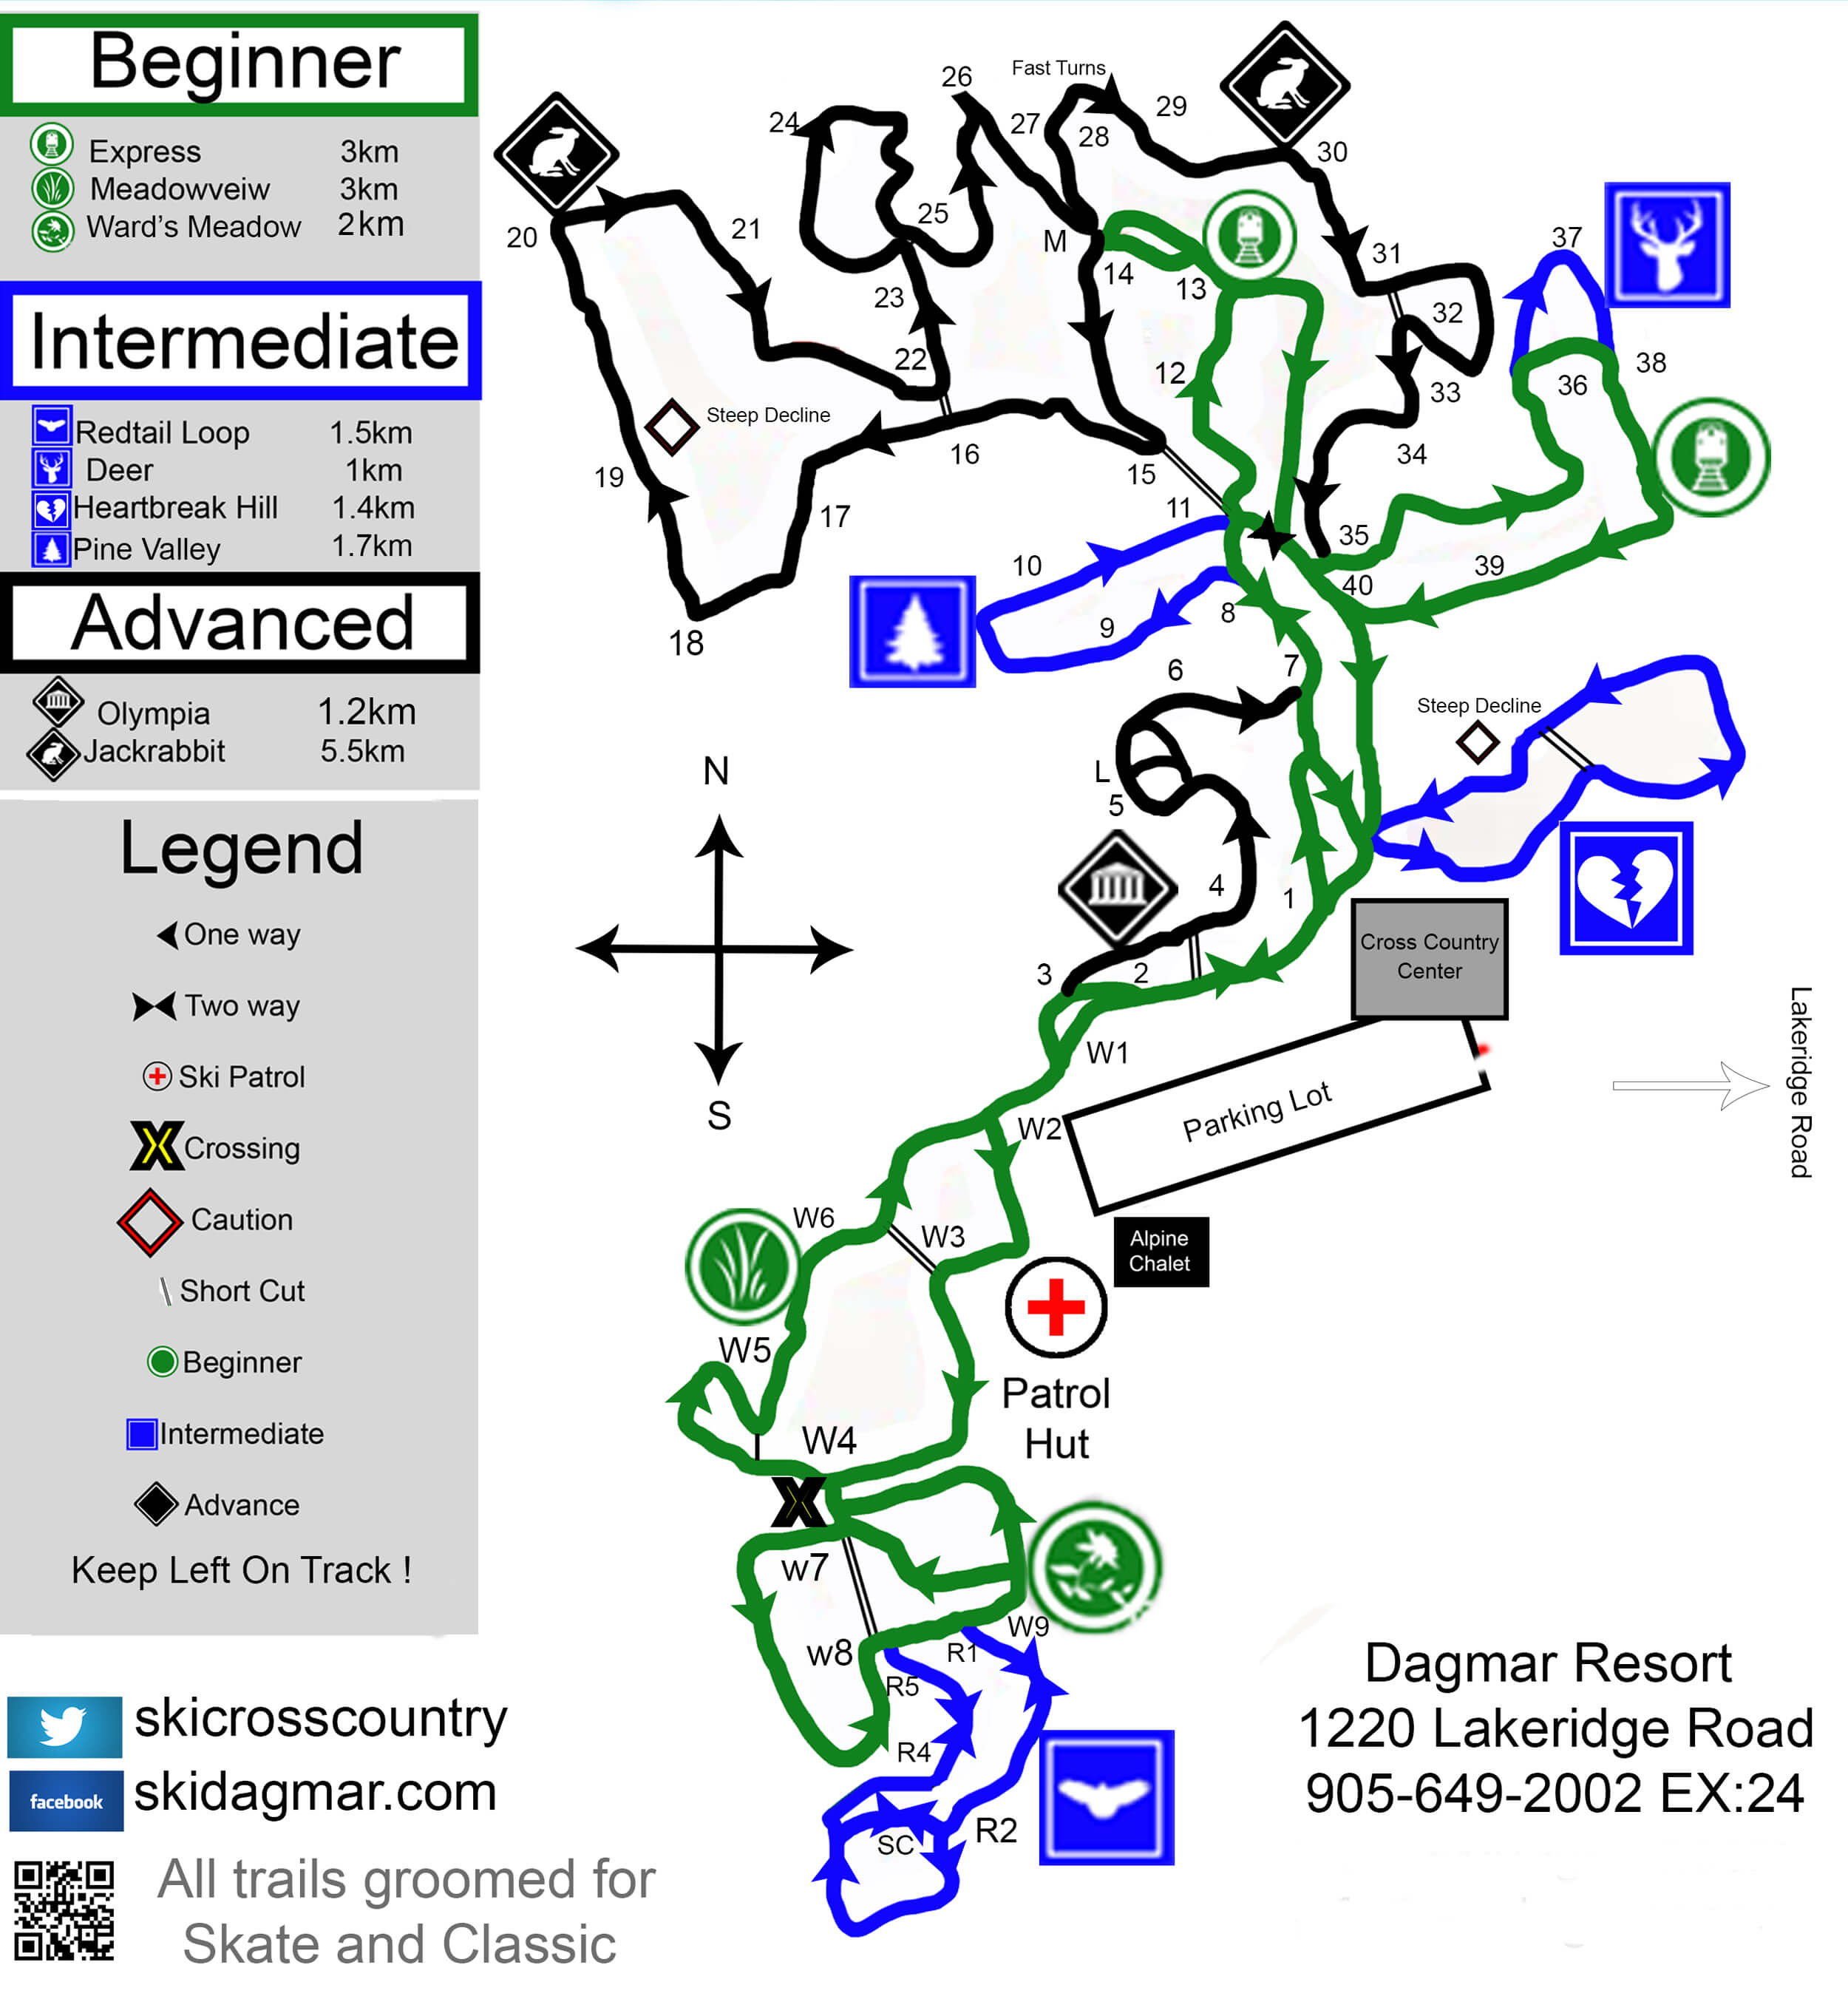 Beginner
Express 3km
Meadowveiw 3km
Ward's Meadow 2km
Intermediate
Redtail Loop 1.5km
Deer 1km
Heartbreak Hill 1.4km
Pine Valley 1.7km
Advanced
Olympia 1.2km
Jackrabbit 5.5km
Legend
One way
Two way
Ski Patrol
X Crossing
Caution
Short Cut
Beginner
Intermediate
Advance
Keep Left On Track !
skicrosscountry
facebook skidagmar.com
All trails groomed for
Skate and Classic
26
Fast Turns
24
27
28
29
30
20
21
25
M
14
13
31
37
23
32
22
12
38
36
33
Steep Decline
16
15
34
19
17
11
35
10
39
40
9
8
18
6
7
Steep Decline
N
L
5
4
1
Cross Country
Center
3
2
W1
S
W2
Parking Lot
Lakeridge Road
W6
W3
Alpine
Chalet
W5
Patrol
Hut
W4
X
w7
W9
w8
R1
R5
R4
R2
SC
Dagmar Resort
1220 Lakeridge Road
905-649-2002 EX:24